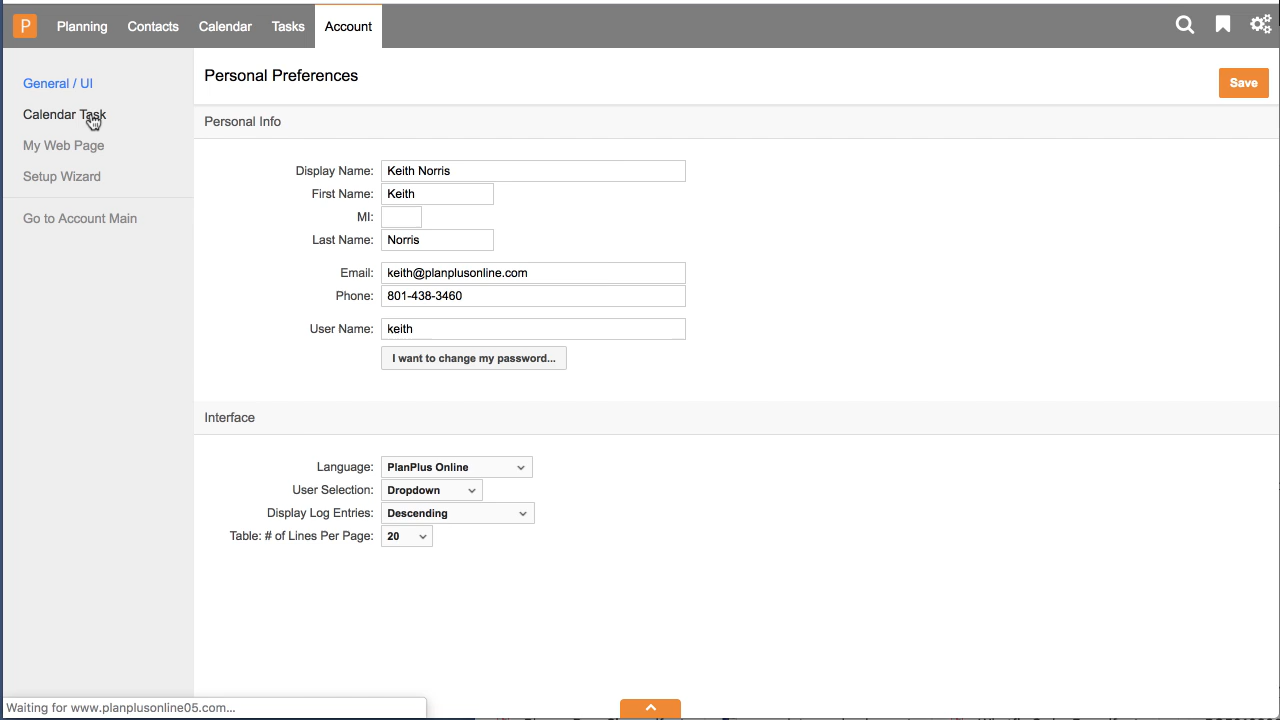 P Planning Contacts Calendar Tasks Account
General / UI
Calendar Task
My Web Page
Setup Wizard
Go to Account Main
Personal Preferences
Save
Personal Info
Display Name: Keith Norris
First Name: Keith
MI:
Last Name: Norris
Email: keith@planplusonline.com
Phone: 801-438-3460
User Name: keith
I want to change my password...
Interface
Language: PlanPlus Online
User Selection: Dropdown
Display Log Entries: Descending
Table: # of Lines Per Page: 20
Waiting for www.planplusonline05.com...